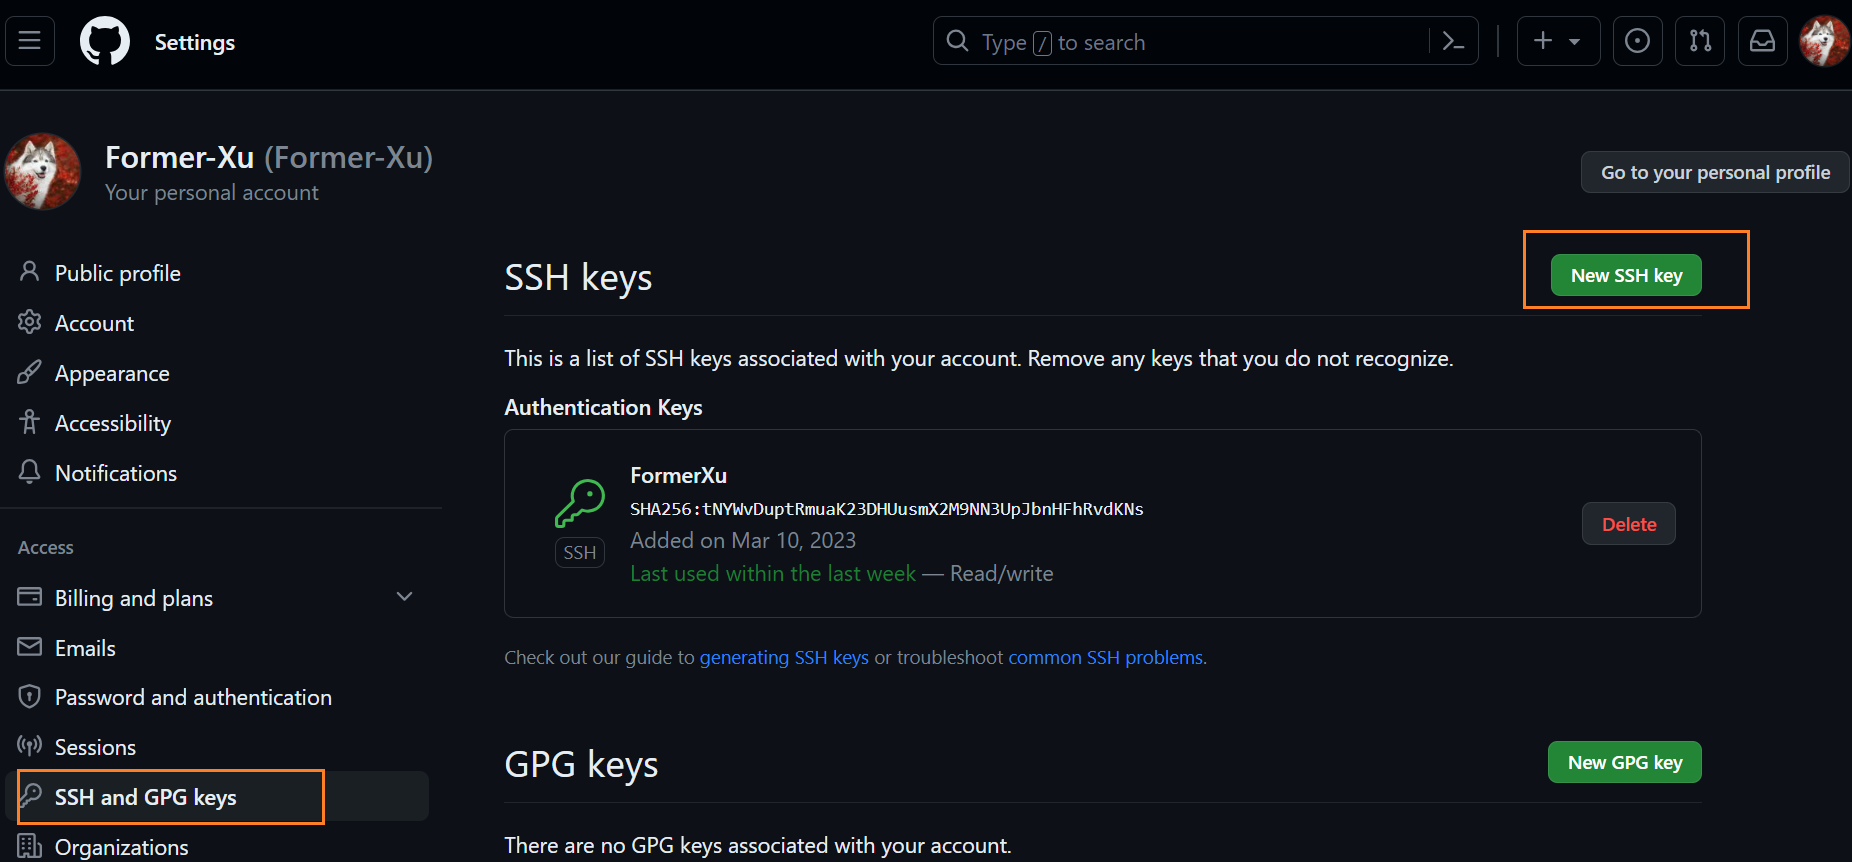 Settings
Type / to search
Former-Xu (Former-Xu)
Your personal account
Go to your personal profile
Public profile
Account
Appearance
Accessibility
Notifications
Access
Billing and plans
Emails
Password and authentication
Sessions
SSH and GPG keys
Organizations
SSH keys
New SSH key
This is a list of SSH keys associated with your account. Remove any keys that you do not recognize.
Authentication Keys
SSH
FormerXu
SHA256:tNYWvDuptRmuaK23DHUusmX2M9NN3UpJbnHFhRvdKNs
Added on Mar 10, 2023
Last used within the last week — Read/write
Delete
Check out our guide to generating SSH keys or troubleshoot common SSH problems.
GPG keys
New GPG key
There are no GPG keys associated with your account.